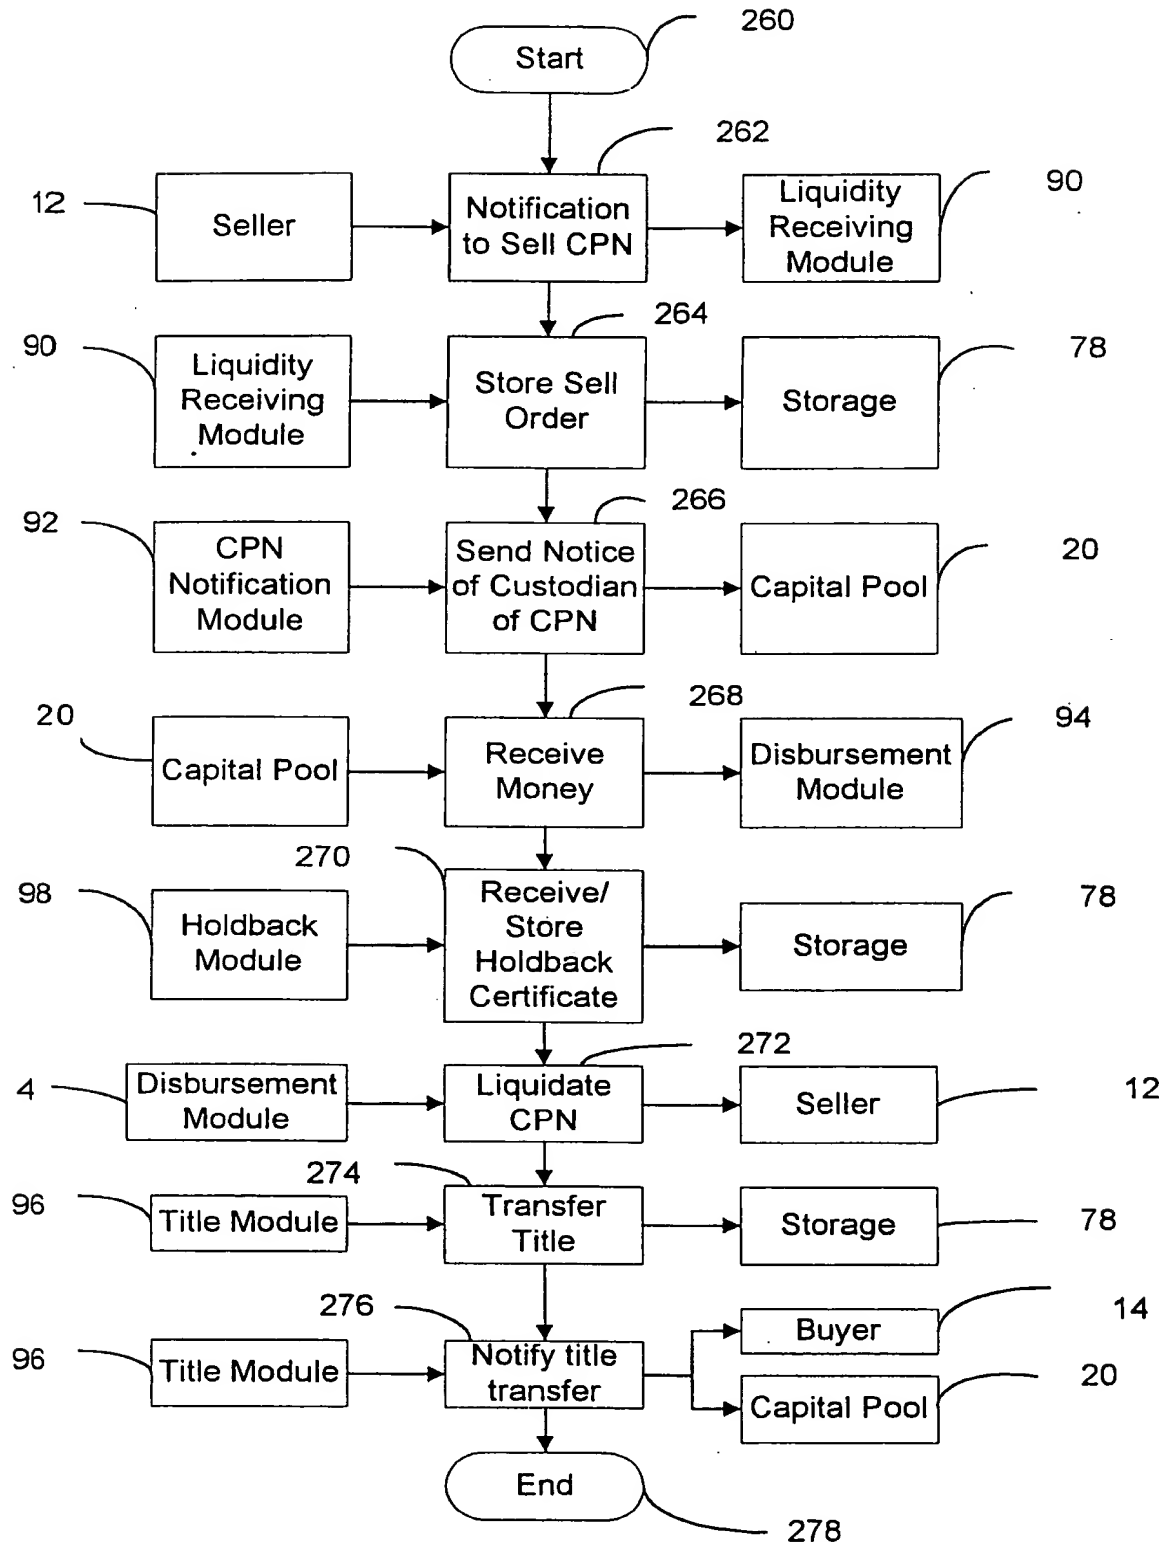 260
Start
262
12
Seller
Notification
to Sell CPN
Liquidity
Receiving
Module
90
264
90
Liquidity
Receiving
Module
Store Sell
Order
Storage
78
266
92
CPN
Notification
Module
Send Notice
of Custodian
of CPN
Capital Pool
20
268
20
Capital Pool
Receive
Money
Disbursement
Module
94
270
98
Holdback
Module
Receive/
Store
Holdback
Certificate
Storage
78
272
4
Disbursement
Module
Liquidate
CPN
Seller
12
274
96
Title Module
Transfer
Title
Storage
78
276
96
Title Module
Notify title
transfer
Buyer
14
Capital Pool
20
End
278